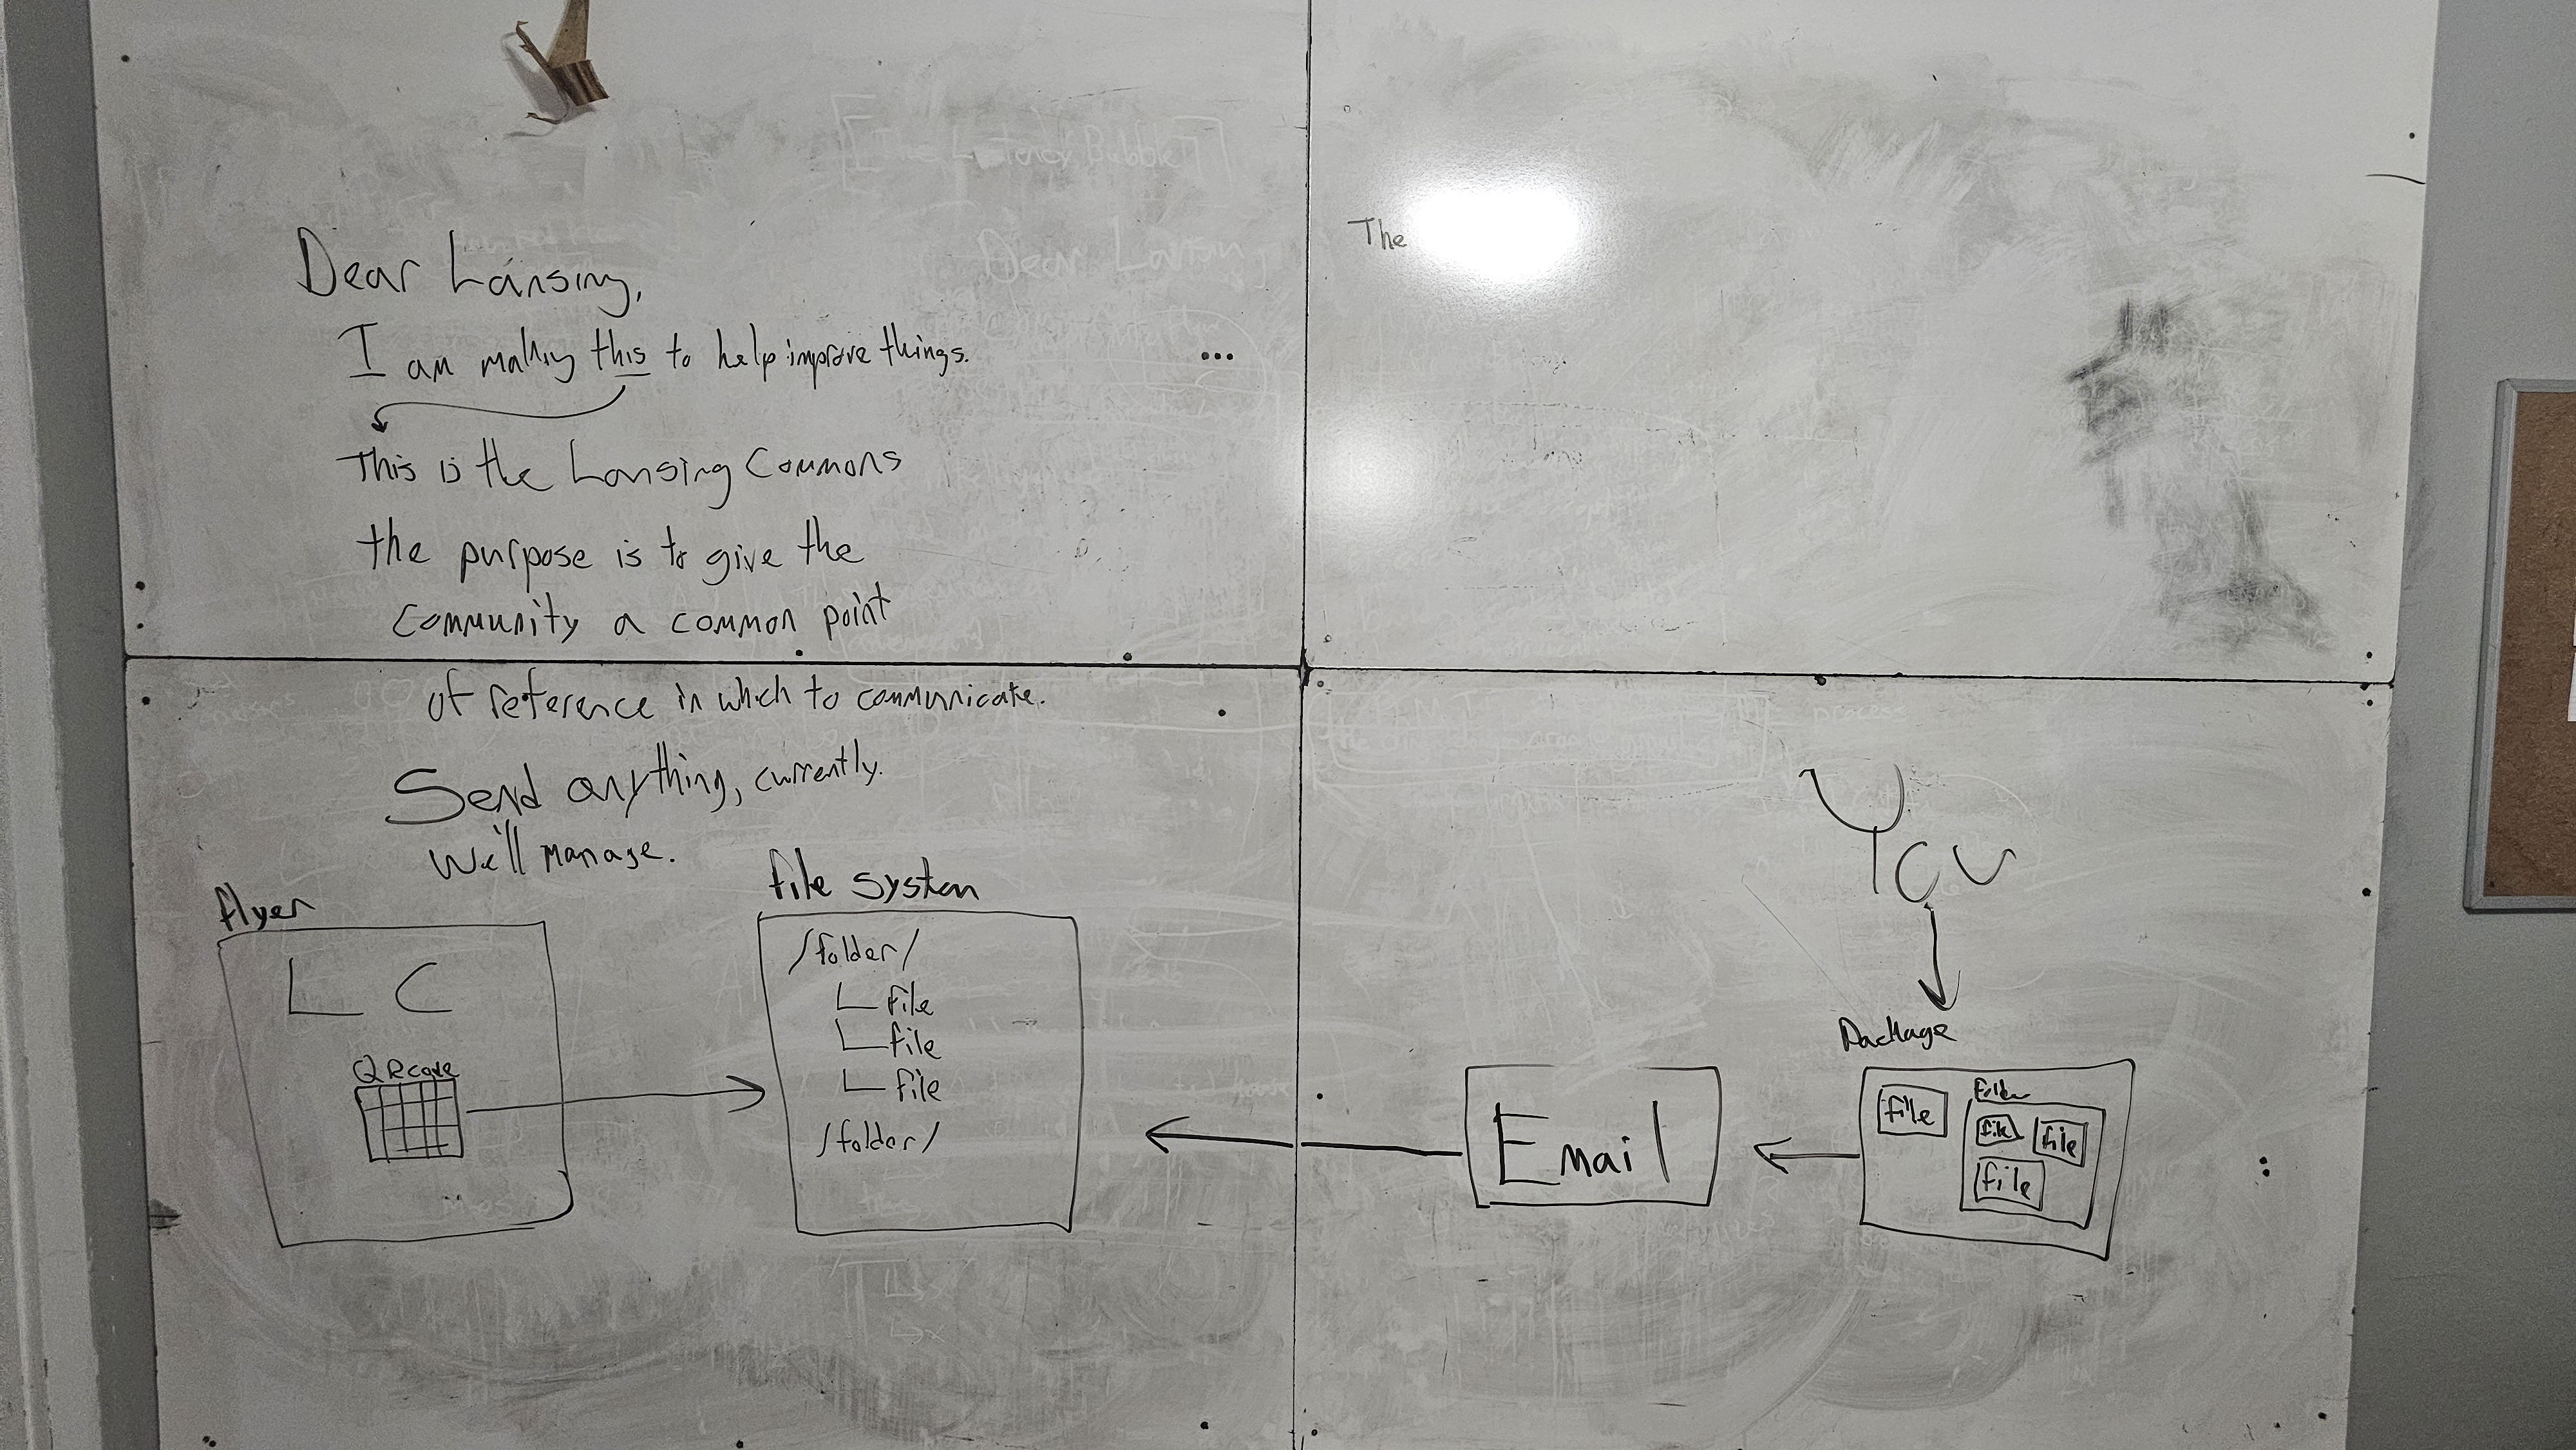 Dear Lansing,
I am making this to help improve things.
...
This is the Lansing Commons
the purpose is to give the
community a common point
of reference in which to communicate.
Send anything, currently.
We'll manage.
The
flyer
L C
QR code
file system
/folder/
file
file
file
/folder/
You
Package
file
folder
file
file
file
Email